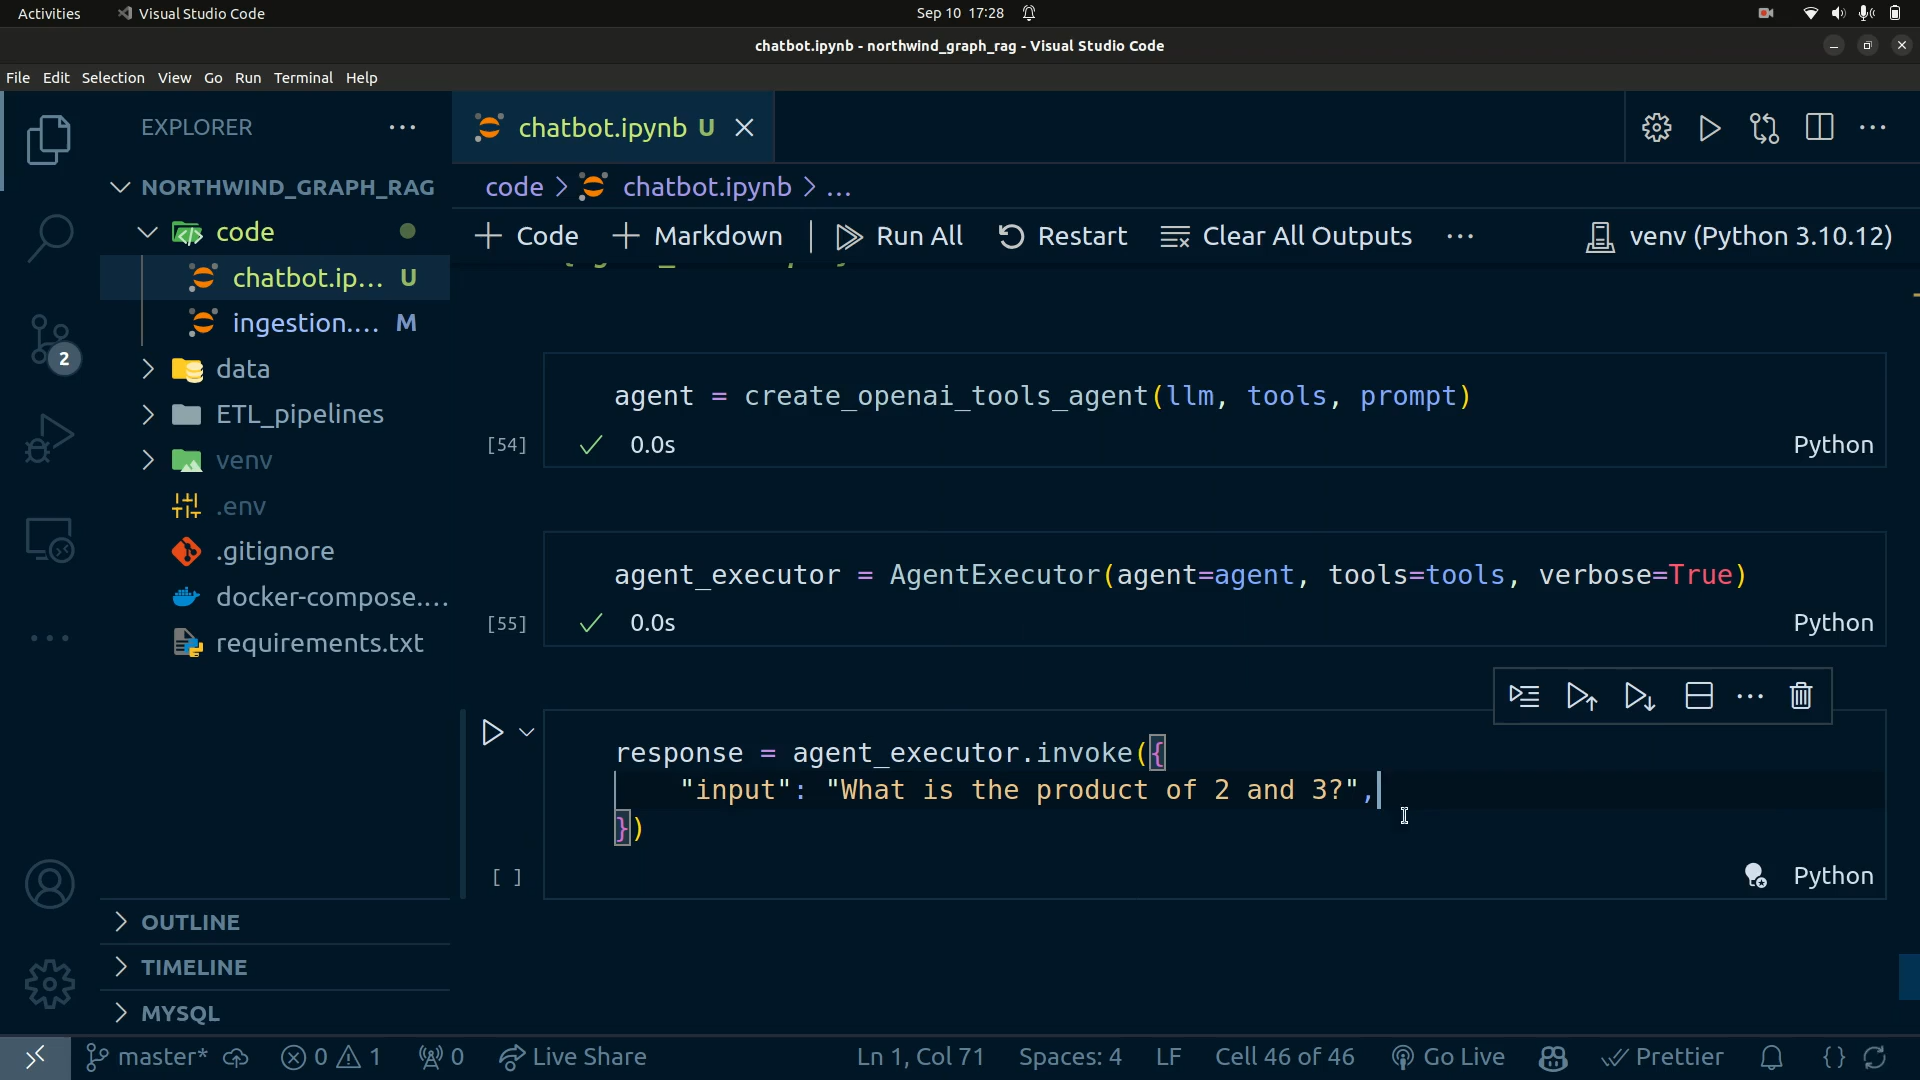 Activities
Visual Studio Code
Sep 10 17:28
chatbot.ipynb - northwind_graph_rag - Visual Studio Code
File Edit Selection View Go Run Terminal Help
EXPLORER
chatbot.ipynb U
NORTHWIND_GRAPH_RAG
code > chatbot.ipynb > ...
code
Code Markdown Run All Restart Clear All Outputs
venv (Python 3.10.12)
chatbot.ip... U
ingestion.... M
data
ETL_pipelines
venv
.env
.gitignore
docker-compose....
requirements.txt
2
agent = create_openai_tools_agent(llm, tools, prompt)
[54] 0.0s Python
agent_executor = AgentExecutor(agent=agent, tools=tools, verbose=True)
[55] 0.0s Python
response = agent_executor.invoke({
"input": "What is the product of 2 and 3?",
})
[ ] Python
OUTLINE
TIMELINE
MYSQL
master* 0 1 0 Live Share Ln 1, Col 71 Spaces: 4 LF Cell 46 of 46 Go Live Prettier {}